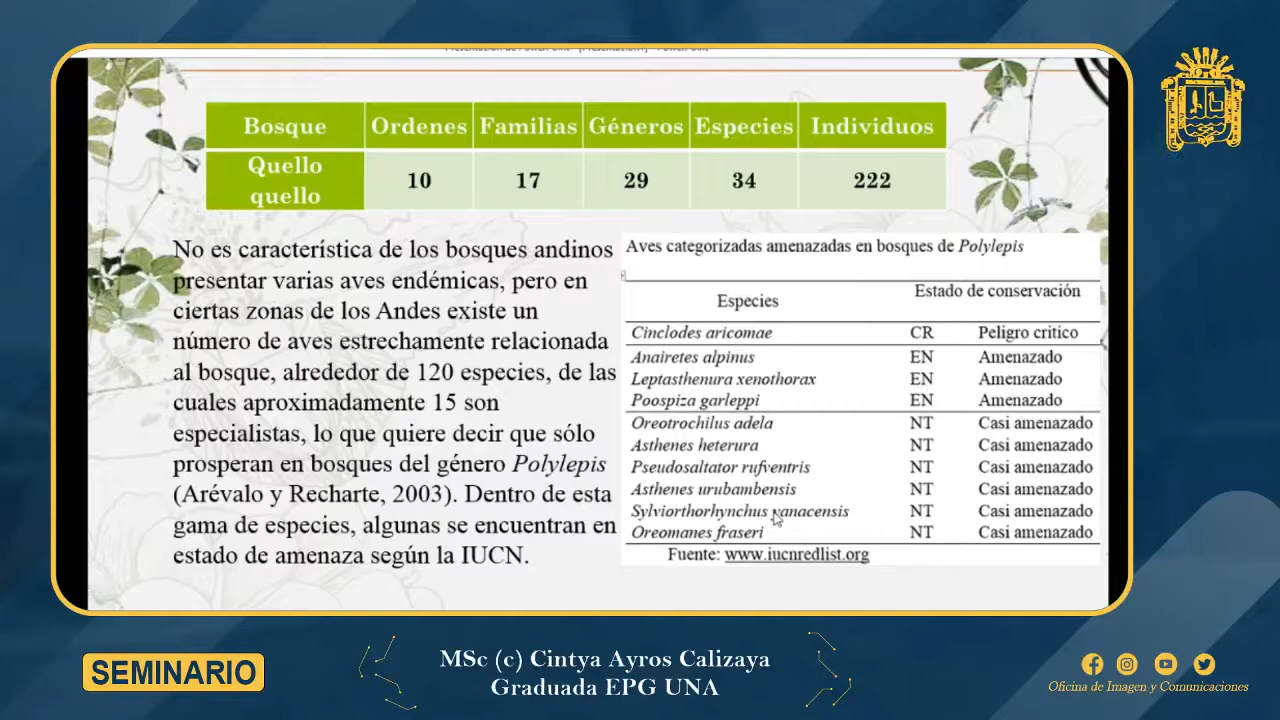 Bosque Ordenes Familias Géneros Especies Individuos
Quello quello 10 17 29 34 222
No es característica de los bosques andinos
presentar varias aves endémicas, pero en
ciertas zonas de los Andes existe un
número de aves estrechamente relacionada
al bosque, alrededor de 120 especies, de las
cuales aproximadamente 15 son
especialistas, lo que quiere decir que sólo
prosperan en bosques del género Polylepis
(Arévalo y Recharte, 2003). Dentro de esta
gama de especies, algunas se encuentran en
estado de amenaza según la IUCN.
Aves categorizadas amenazadas en bosques de Polylepis
Especies Estado de conservación
Cinclodes aricomae CR Peligro critico
Anairetes alpinus EN Amenazado
Leptasthenura xenothorax EN Amenazado
Poospiza garleppi EN Amenazado
Oreotrochilus adela NT Casi amenazado
Asthenes heterura NT Casi amenazado
Pseudosaltator rufiventris NT Casi amenazado
Asthenes urubambensis NT Casi amenazado
Sylviorthorhynchus yanacensis NT Casi amenazado
Oreomanes fraseri NT Casi amenazado
Fuente: www.iucnredlist.org
SEMINARIO
MSc (c) Cintya Ayros Calizaya
Graduada EPG UNA
Oficina de Imagen y Comunicaciones